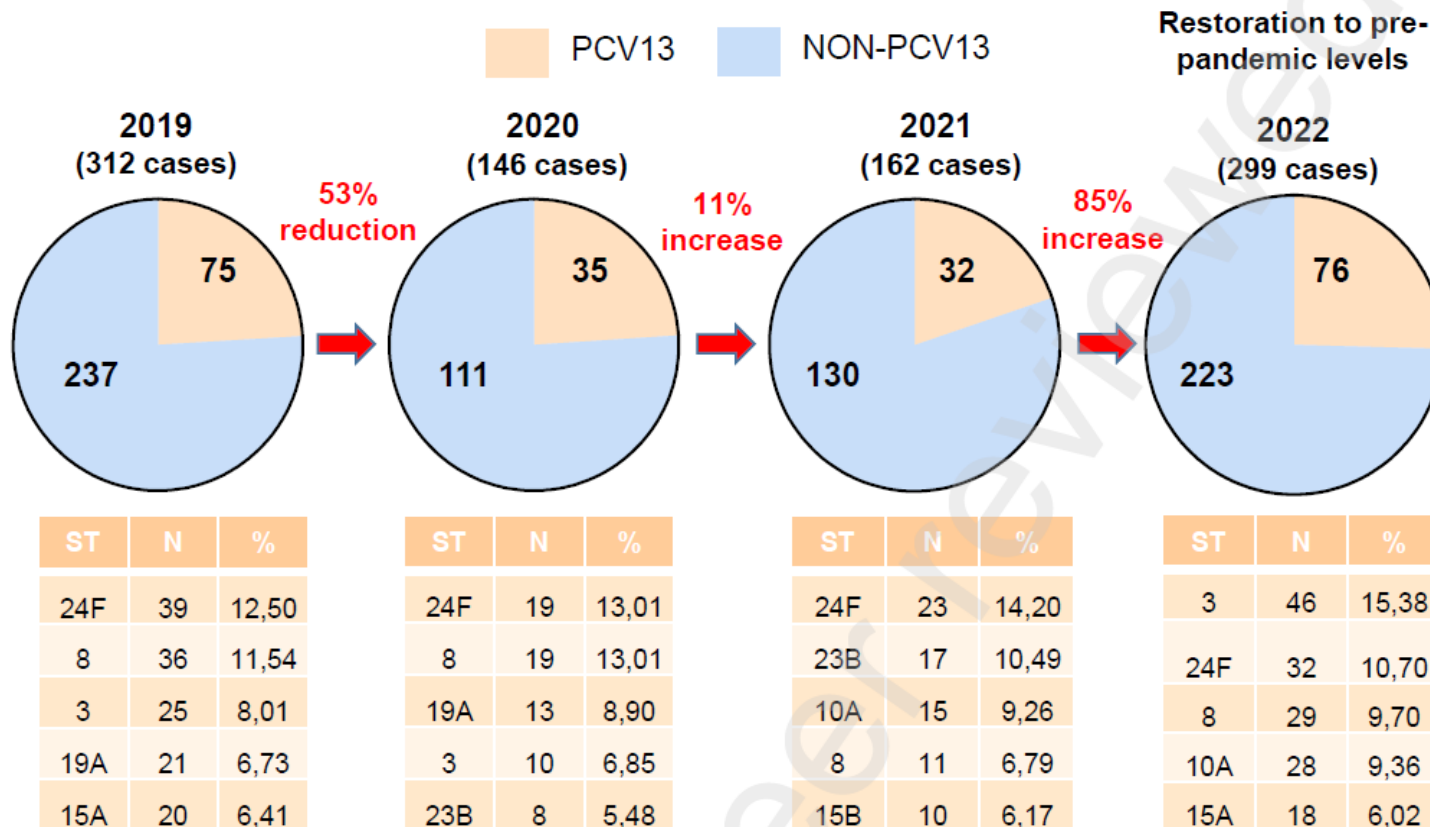 PCV13 NON-PCV13
Restoration to pre-
pandemic levels
2019
(312 cases)
2020
(146 cases)
2021
(162 cases)
2022
(299 cases)
53%
reduction
11%
increase
85%
increase
75
237
35
111
32
130
76
223
ST N %
24F 39 12,50
8 36 11,54
3 25 8,01
19A 21 6,73
15A 20 6,41
ST N %
24F 19 13,01
8 19 13,01
19A 13 8,90
3 10 6,85
23B 8 5,48
ST N %
24F 23 14,20
23B 17 10,49
10A 15 9,26
8 11 6,79
15B 10 6,17
ST N %
3 46 15,38
24F 32 10,70
8 29 9,70
10A 28 9,36
15A 18 6,02
eer reviewed